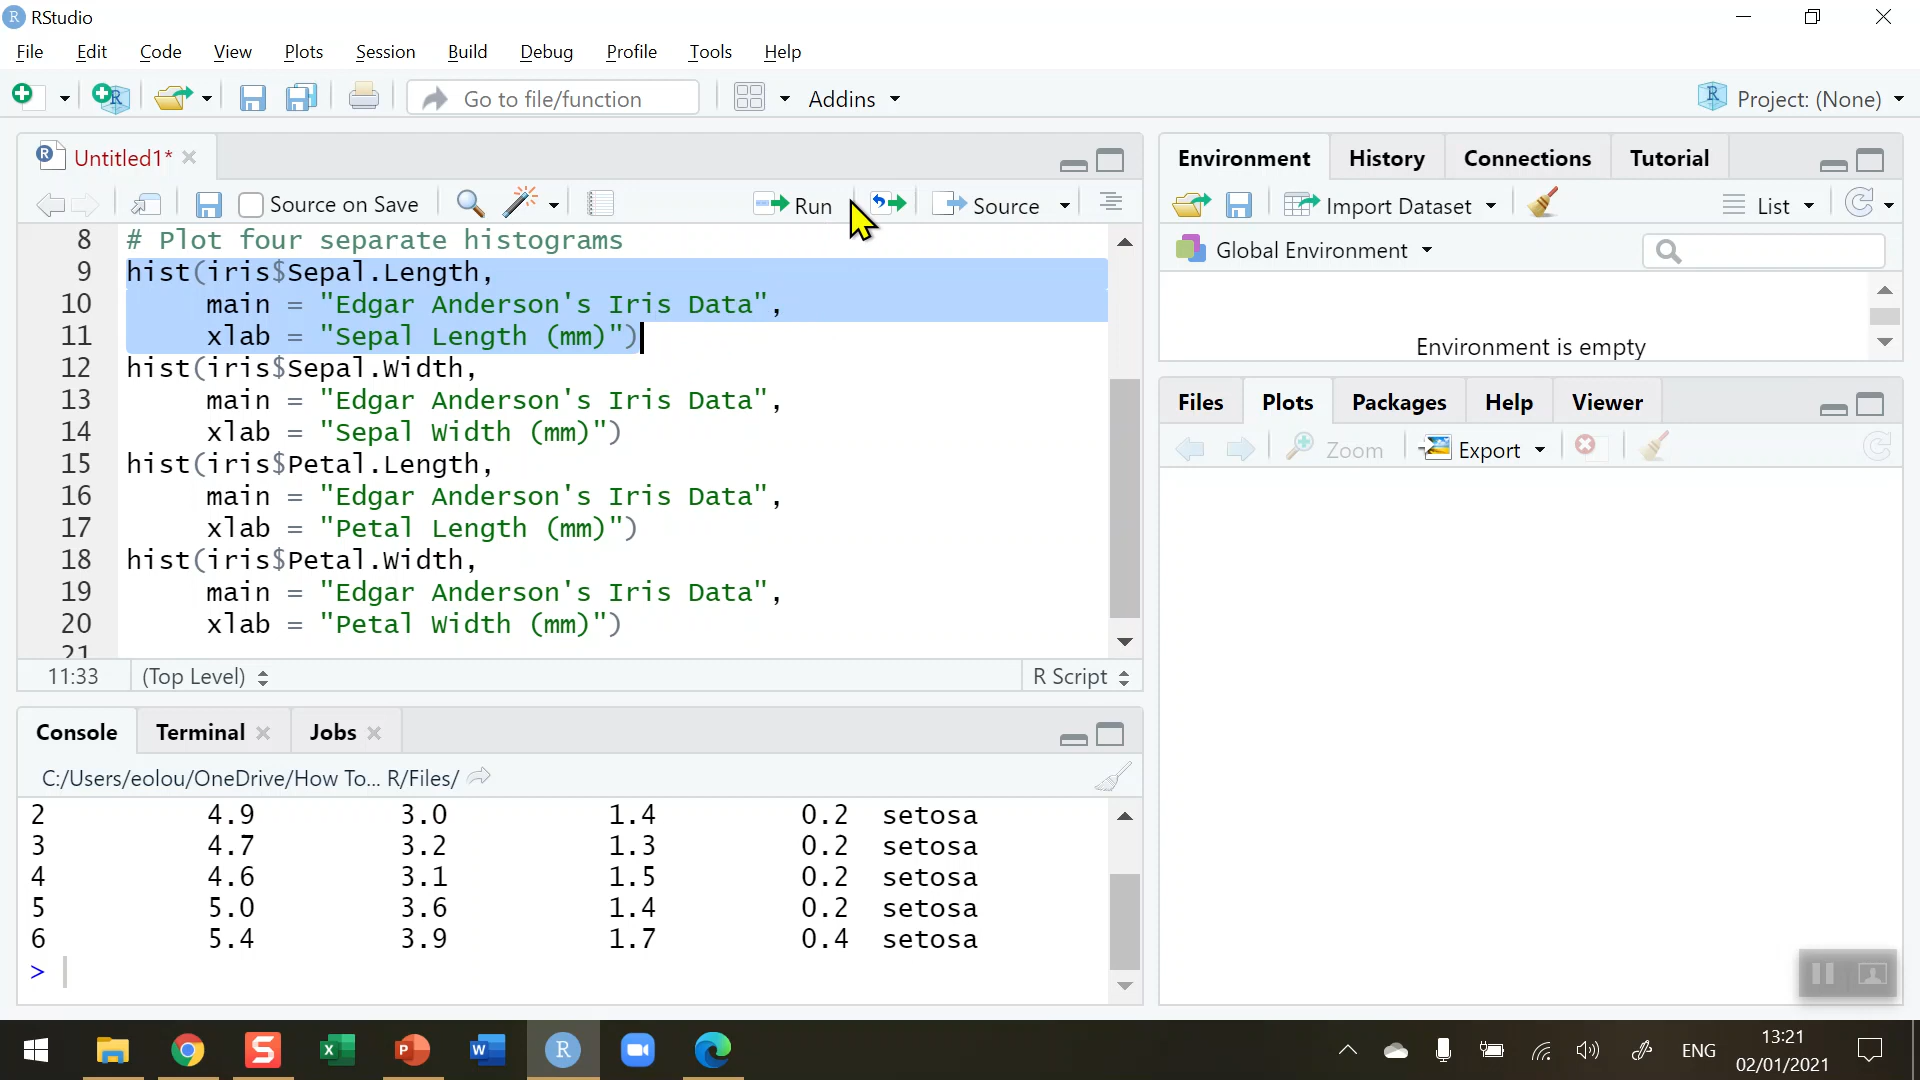 RStudio
File Edit Code View Plots Session Build Debug Profile Tools Help
Go to file/function Addins Project: (None)
Untitled1*
Source on Save Run Source
8 # Plot four separate histograms
9 hist(iris$Sepal.Length,
10 main = "Edgar Anderson's Iris Data",
11 xlab = "Sepal Length (mm)")
12 hist(iris$Sepal.Width,
13 main = "Edgar Anderson's Iris Data",
14 xlab = "Sepal Width (mm)")
15 hist(iris$Petal.Length,
16 main = "Edgar Anderson's Iris Data",
17 xlab = "Petal Length (mm)")
18 hist(iris$Petal.Width,
19 main = "Edgar Anderson's Iris Data",
20 xlab = "Petal Width (mm)")
21
11:33 (Top Level) R Script
Console Terminal Jobs
C:/Users/eolou/OneDrive/How To... R/Files/
2 4.9 3.0 1.4 0.2 setosa
3 4.7 3.2 1.3 0.2 setosa
4 4.6 3.1 1.5 0.2 setosa
5 5.0 3.6 1.4 0.2 setosa
6 5.4 3.9 1.7 0.4 setosa
>
Environment History Connections Tutorial
Import Dataset List
Global Environment
Environment is empty
Files Plots Packages Help Viewer
Zoom Export
ENG
13:21
02/01/2021